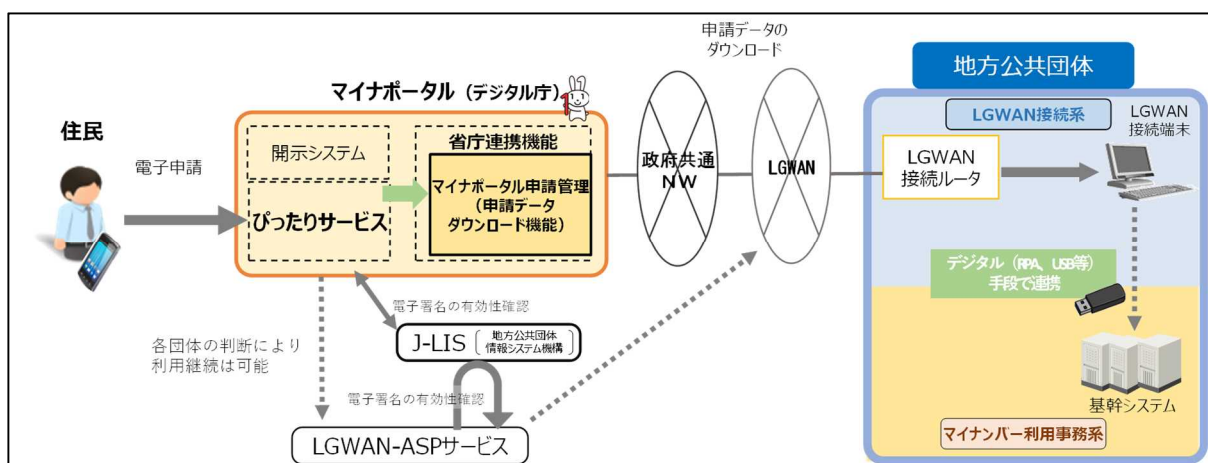 住民
電子申請
マイナポータル（デジタル庁）
開示システム
ぴったりサービス
省庁連携機能
マイナポータル申請管理
（申請データ
ダウンロード機能）
政府共通
NW
LGWAN
申請データの
ダウンロード
地方公共団体
LGWAN接続系
LGWAN
接続端末
LGWAN
接続ルータ
デジタル（RPA、USB等）
手段で連携
基幹システム
マイナンバー利用事務系
電子署名の有効性確認
J-LIS
地方公共団体
情報システム機構
各団体の判断により
利用継続は可能
電子署名の有効性確認
LGWAN-ASPサービス